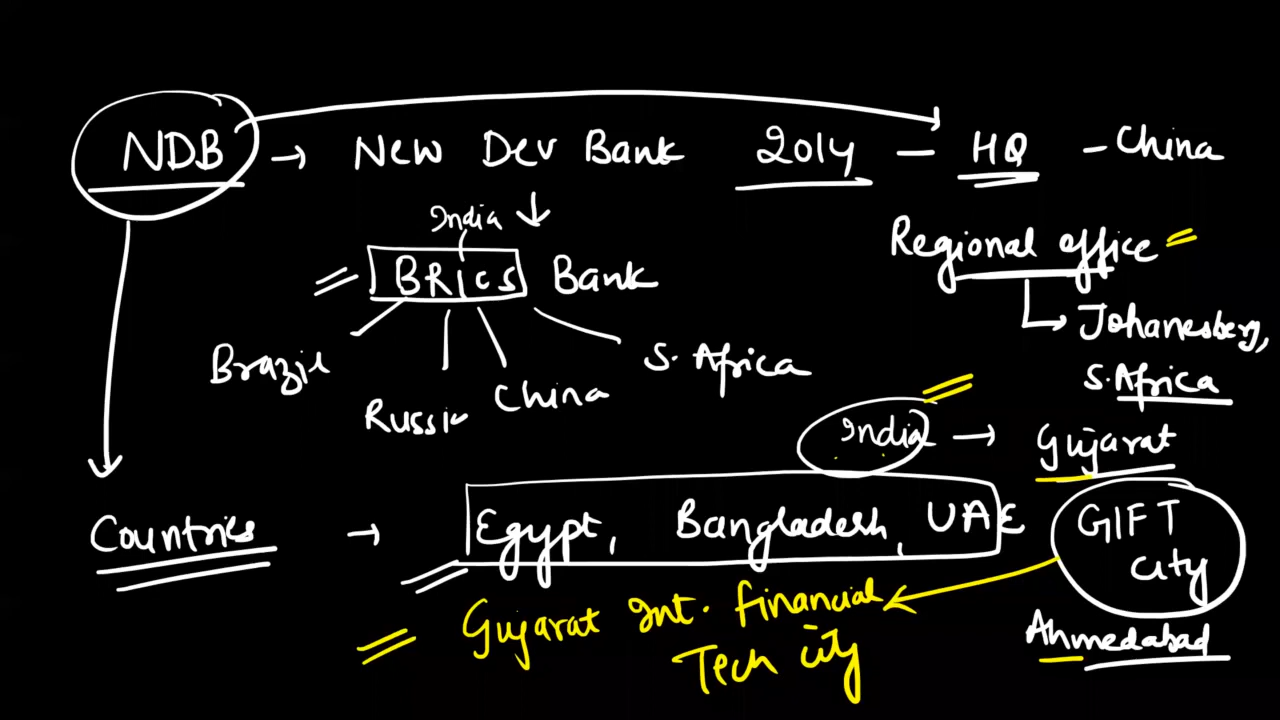 NDB → New Dev Bank 2014 – HQ – China
India ↓
BRICS Bank
Regional office =
Johanesberg,
S. Africa
Brazil
Russia
China
S. Africa
India → Gujarat
Countries → Egypt, Bangladesh, UAE
GIFT
City
Ahmedabad
Gujarat Int. Financial
Tech city